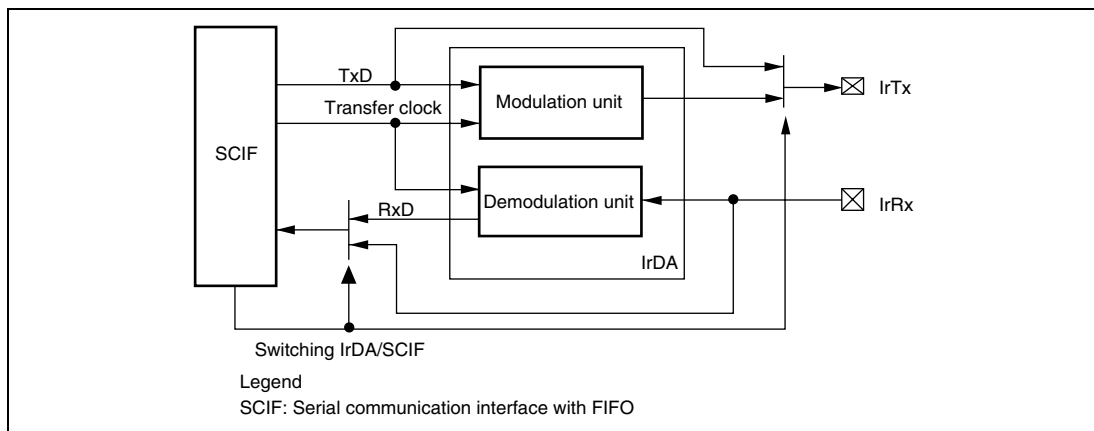 TxD
Modulation unit
IrTx
Transfer clock
SCIF
Demodulation unit
IrRx
RxD
IrDA
Switching IrDA/SCIF
Legend
SCIF: Serial communication interface with FIFO